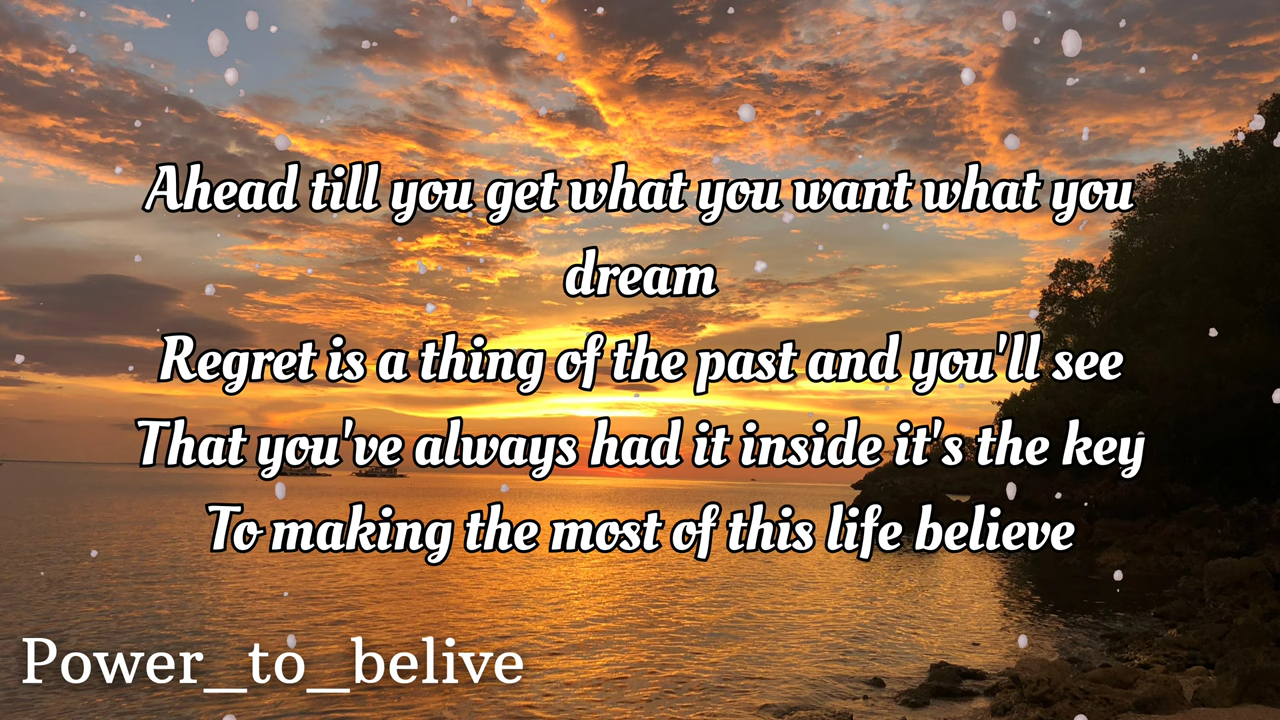 Ahead till you get what you want what you
dream
Regret is a thing of the past and you'll see
That you've always had it inside it's the key
To making the most of this life believe
Power_to_belive